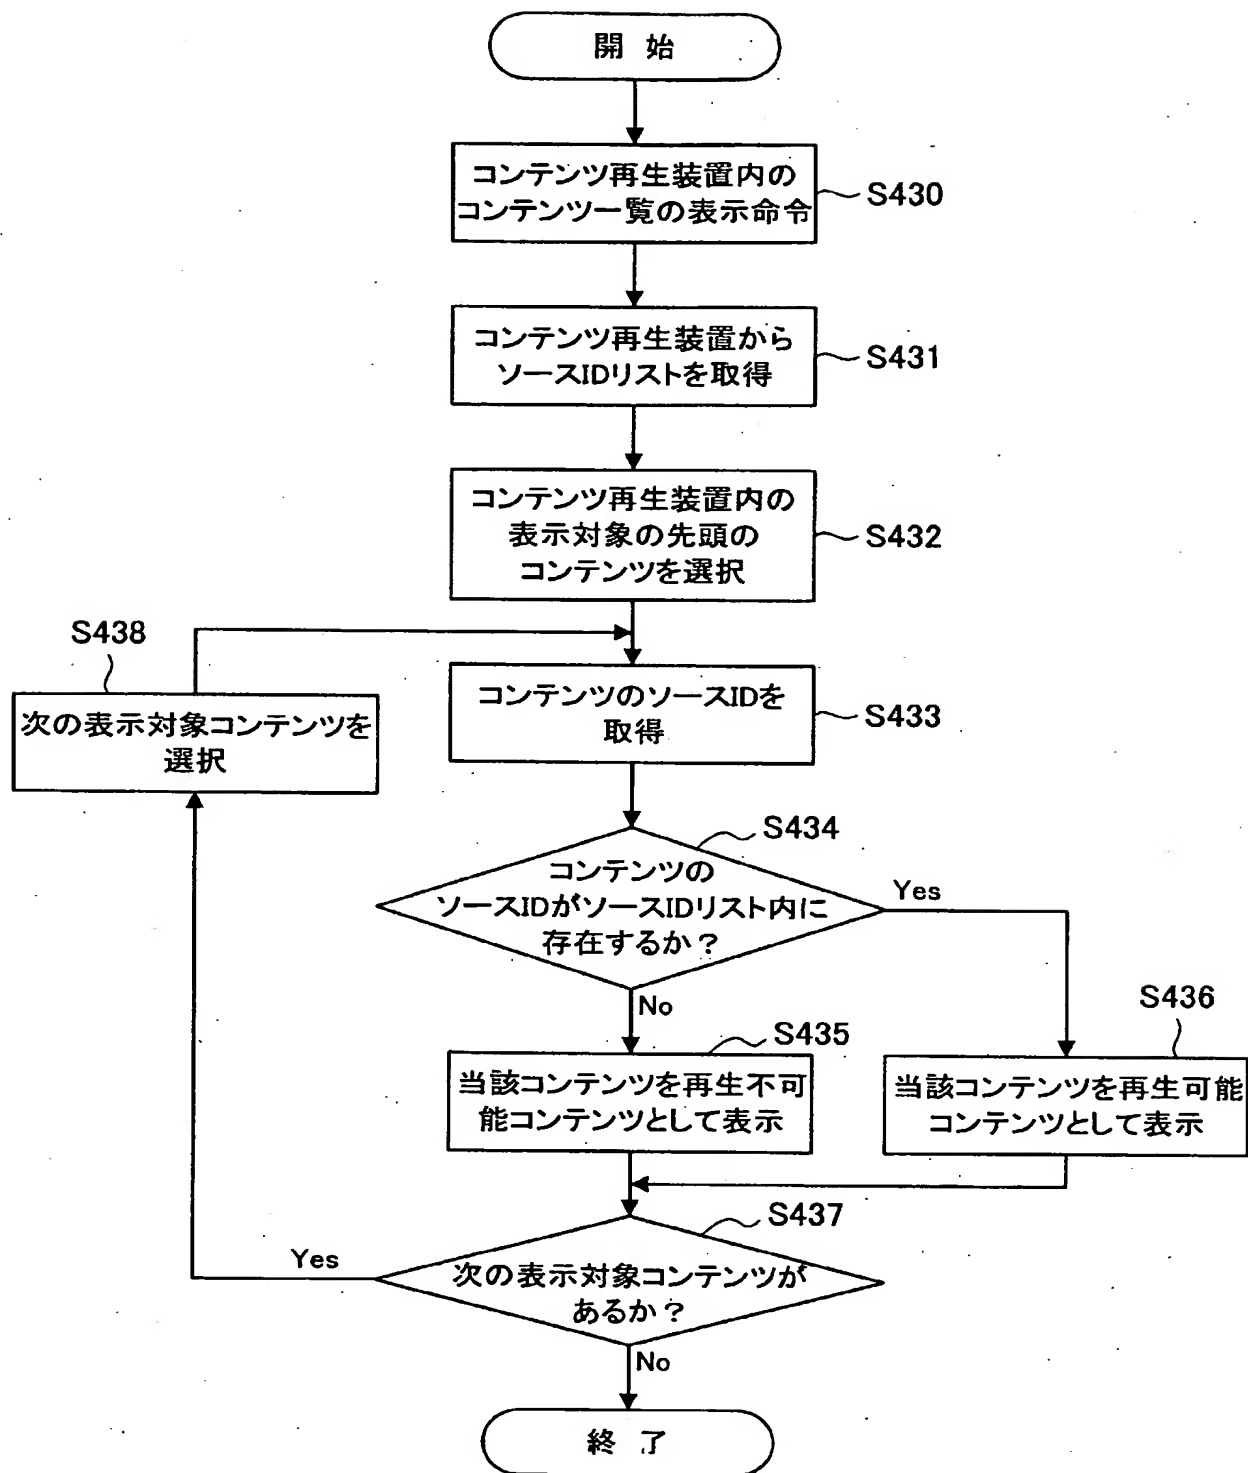 開始
コンテンツ再生装置内の
コンテンツ一覧の表示命令
S430
コンテンツ再生装置から
ソースIDリストを取得
S431
コンテンツ再生装置内の
表示対象の先頭の
コンテンツを選択
S432
S438
次の表示対象コンテンツを
選択
コンテンツのソースIDを
取得
S433
S434
コンテンツの
ソースIDがソースIDリスト内に
存在するか?
Yes
No
S435
当該コンテンツを再生不可
能コンテンツとして表示
S436
当該コンテンツを再生可能
コンテンツとして表示
S437
Yes
次の表示対象コンテンツが
あるか?
No
終了